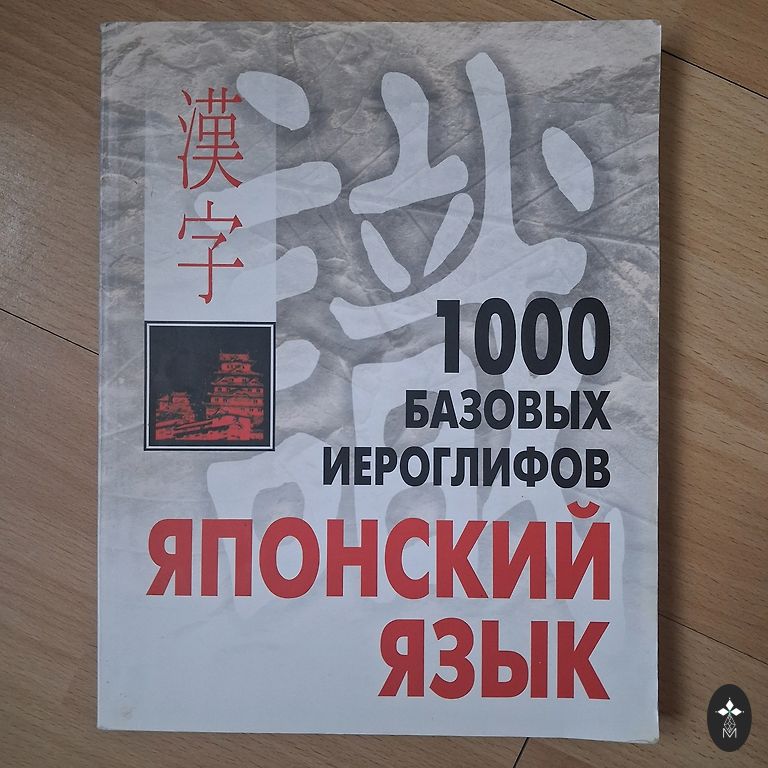 漢字
1000
БАЗОВЫХ
ИЕРОГЛИФОВ
ЯПОНСКИЙ
ЯЗЫК